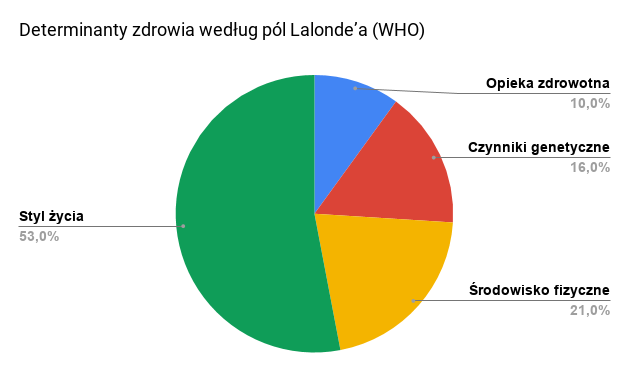 Determinanty zdrowia według pól Lalonde’a (WHO)
Opieka zdrowotna
10,0%
Czynniki genetyczne
16,0%
Styl życia
53,0%
Środowisko fizyczne
21,0%